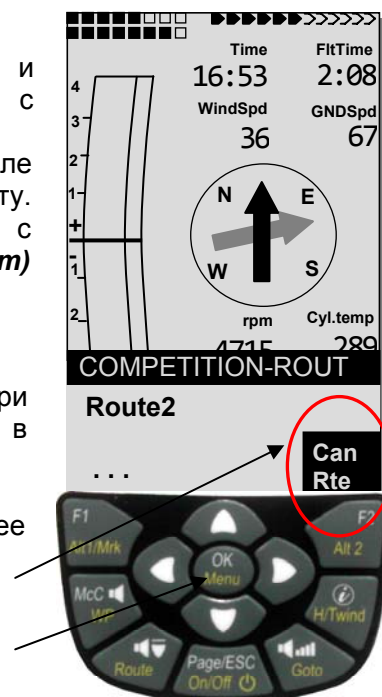 и
с
ле
ту.
с
m)
ри
в
ее
Time FltTime
16:53 2:08
WindSpd GNDSpd
36 67
4
3
2
1
+
-
1
2
N E
W S
rpm Cyl.temp
4715 289
COMPETITION-ROUT
Route2
Can
Rte
. . .
F1 F2
Alt1/Mrk Alt 2
OK
Menu
McC i
WP H/Twind
Route Page/ESC Goto
On/Off